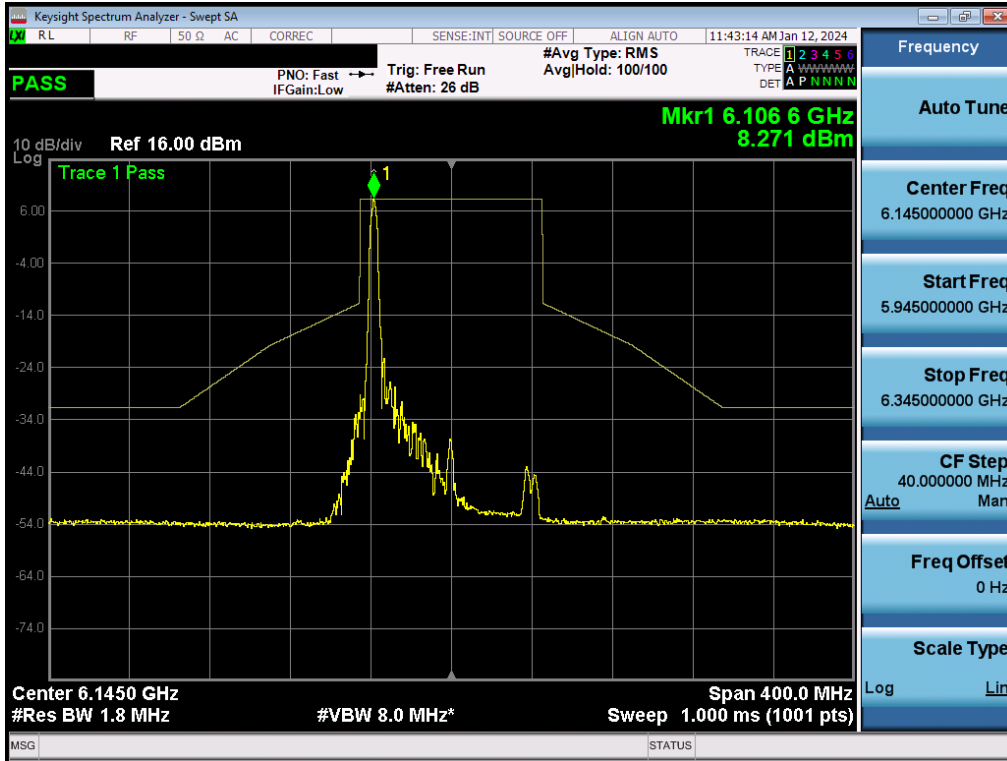 Keysight Spectrum Analyzer - Swept SA
LXI RL RF 50 Ω AC CORREC SENSE:INT SOURCE OFF ALIGN AUTO 11:43:14 AM Jan 12, 2024
PASS
PNO: Fast
IFGain:Low
Trig: Free Run
#Atten: 26 dB
#Avg Type: RMS
Avg|Hold: 100/100
TRACE 1 2 3 4 5 6
TYPE A WWWWW
DET A P N N N N
Mkr1 6.106 6 GHz
8.271 dBm
10 dB/div Ref 16.00 dBm
Log
Trace 1 Pass
1
6.00
-4.00
-14.0
-24.0
-34.0
-44.0
-54.0
-64.0
-74.0
Center 6.1450 GHz Span 400.0 MHz
#Res BW 1.8 MHz #VBW 8.0 MHz* Sweep 1.000 ms (1001 pts)
MSG STATUS
Frequency
Auto Tune
Center Freq
6.145000000 GHz
Start Freq
5.945000000 GHz
Stop Freq
6.345000000 GHz
CF Step
40.000000 MHz
Auto Man
Freq Offset
0 Hz
Scale Type
Log Lin